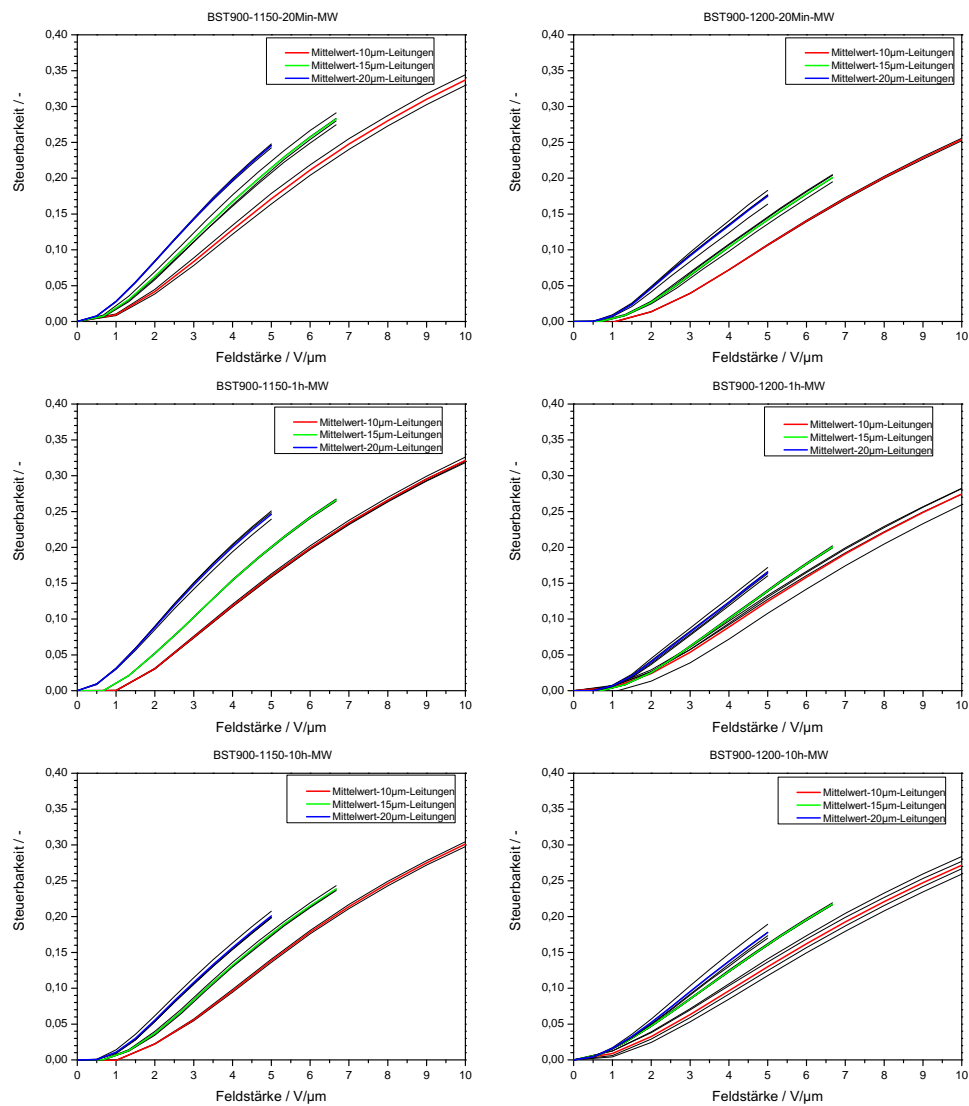 BST900-1150-20Min-MW
0,40
0,35
0,30
0,25
0,20
0,15
0,10
0,05
0,00
Steuerbarkeit / -
Mittelwert-10µm-Leitungen
Mittelwert-15µm-Leitungen
Mittelwert-20µm-Leitungen
0 1 2 3 4 5 6 7 8 9 10
Feldstärke / V/µm
BST900-1200-20Min-MW
0,40
0,35
0,30
0,25
0,20
0,15
0,10
0,05
0,00
Steuerbarkeit / -
Mittelwert-10µm-Leitungen
Mittelwert-15µm-Leitungen
Mittelwert-20µm-Leitungen
0 1 2 3 4 5 6 7 8 9 10
Feldstärke / V/µm
BST900-1150-1h-MW
0,40
0,35
0,30
0,25
0,20
0,15
0,10
0,05
0,00
Steuerbarkeit / -
Mittelwert-10µm-Leitungen
Mittelwert-15µm-Leitungen
Mittelwert-20µm-Leitungen
0 1 2 3 4 5 6 7 8 9 10
Feldstärke / V/µm
BST900-1200-1h-MW
0,40
0,35
0,30
0,25
0,20
0,15
0,10
0,05
0,00
Steuerbarkeit / -
Mittelwert-10µm-Leitungen
Mittelwert-15µm-Leitungen
Mittelwert-20µm-Leitungen
0 1 2 3 4 5 6 7 8 9 10
Feldstärke / V/µm
BST900-1150-10h-MW
0,40
0,35
0,30
0,25
0,20
0,15
0,10
0,05
0,00
Steuerbarkeit / -
Mittelwert-10µm-Leitungen
Mittelwert-15µm-Leitungen
Mittelwert-20µm-Leitungen
0 1 2 3 4 5 6 7 8 9 10
Feldstärke / V/µm
BST900-1200-10h-MW
0,40
0,35
0,30
0,25
0,20
0,15
0,10
0,05
0,00
Steuerbarkeit / -
Mittelwert-10µm-Leitungen
Mittelwert-15µm-Leitungen
Mittelwert-20µm-Leitungen
0 1 2 3 4 5 6 7 8 9 10
Feldstärke / V/µm